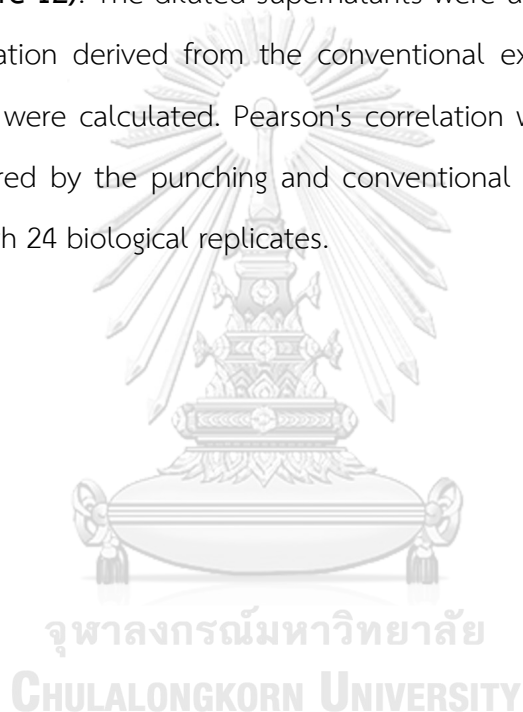 re 12). The diluted supernatants were a
ation derived from the conventional ex
were calculated. Pearson's correlation w
red by the punching and conventional
h 24 biological replicates.
จุฬาลงกรณ์มหาวิทยาลัย
CHULALONGKORN UNIVERSITY